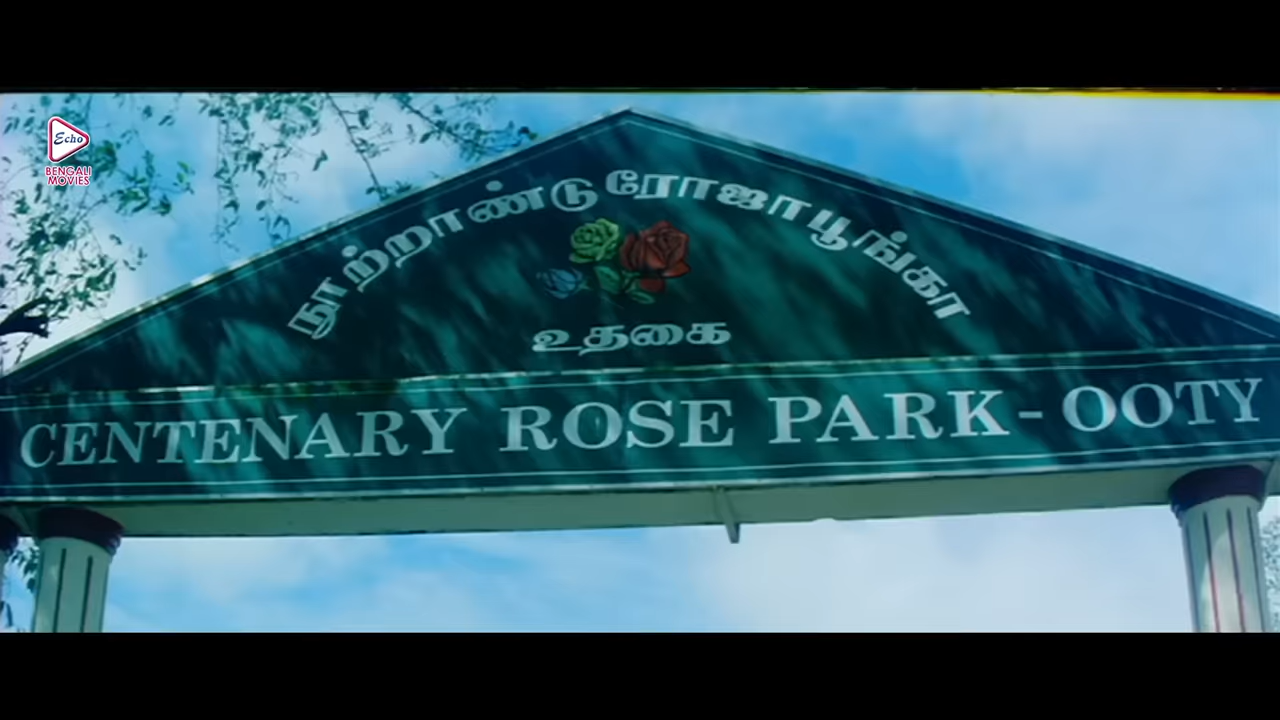 Echo
BENGALI
MOVIES
நூற்றாண்டு ரோஜா பூங்கா
உதகை
CENTENARY ROSE PARK - OOTY